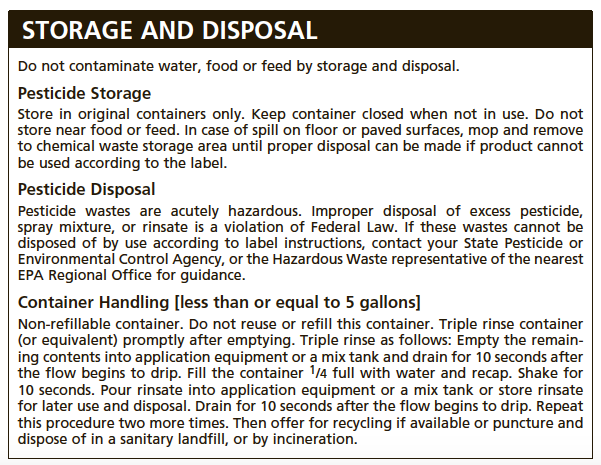 STORAGE AND DISPOSAL
Do not contaminate water, food or feed by storage and disposal.
Pesticide Storage
Store in original containers only. Keep container closed when not in use. Do not
store near food or feed. In case of spill on floor or paved surfaces, mop and remove
to chemical waste storage area until proper disposal can be made if product cannot
be used according to the label.
Pesticide Disposal
Pesticide wastes are acutely hazardous. Improper disposal of excess pesticide,
spray mixture, or rinsate is a violation of Federal Law. If these wastes cannot be
disposed of by use according to label instructions, contact your State Pesticide or
Environmental Control Agency, or the Hazardous Waste representative of the nearest
EPA Regional Office for guidance.
Container Handling [less than or equal to 5 gallons]
Non-refillable container. Do not reuse or refill this container. Triple rinse container
(or equivalent) promptly after emptying. Triple rinse as follows: Empty the remain-
ing contents into application equipment or a mix tank and drain for 10 seconds after
the flow begins to drip. Fill the container 1/4 full with water and recap. Shake for
10 seconds. Pour rinsate into application equipment or a mix tank or store rinsate
for later use and disposal. Drain for 10 seconds after the flow begins to drip. Repeat
this procedure two more times. Then offer for recycling if available or puncture and
dispose of in a sanitary landfill, or by incineration.